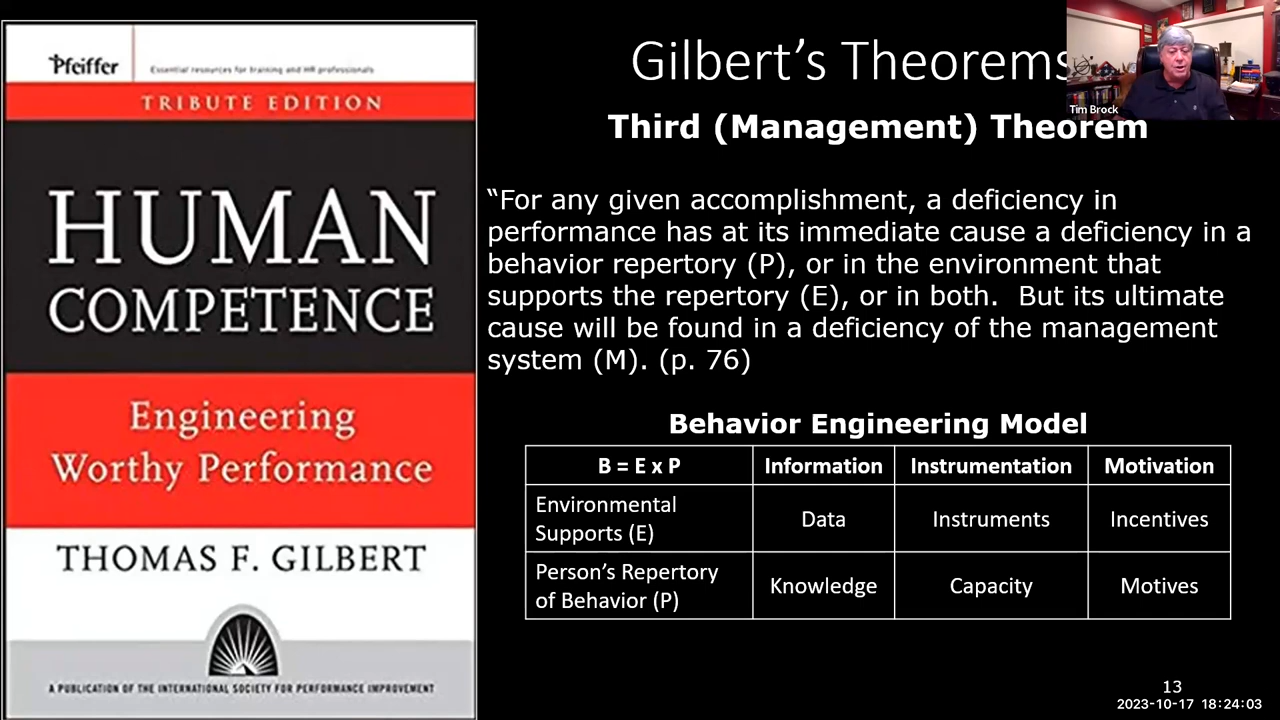 Pfeiffer
Essential resources for training and HR professionals
TRIBUTE EDITION
HUMAN
COMPETENCE
Engineering
Worthy Performance
THOMAS F. GILBERT
A PUBLICATION OF THE INTERNATIONAL SOCIETY FOR PERFORMANCE IMPROVEMENT
Gilbert’s Theorems
Tim Brock
Third (Management) Theorem
“For any given accomplishment, a deficiency in
performance has at its immediate cause a deficiency in a
behavior repertory (P), or in the environment that
supports the repertory (E), or in both.  But its ultimate
cause will be found in a deficiency of the management
system (M). (p. 76)
Behavior Engineering Model
B = E x P Information Instrumentation Motivation
Environmental
Supports (E) Data Instruments Incentives
Person’s Repertory
of Behavior (P) Knowledge Capacity Motives
13
2023-10-17 18:24:03